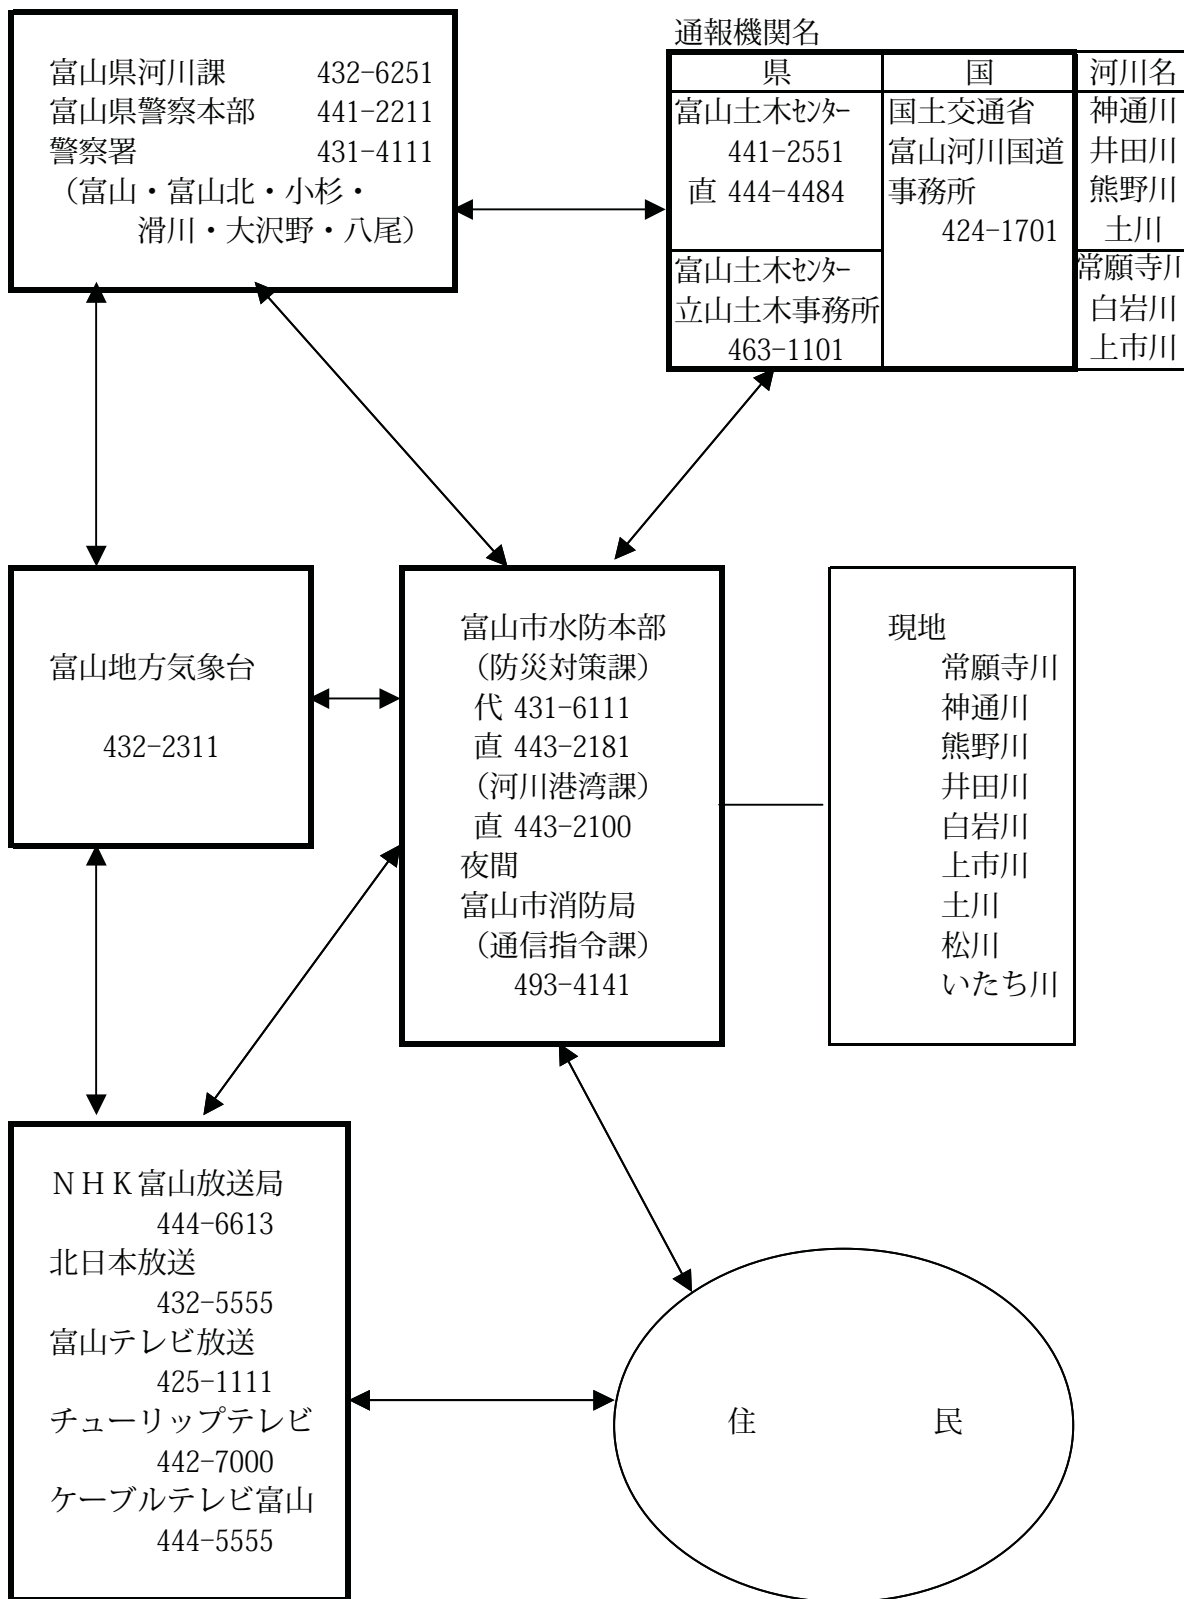 富山県河川課 432-6251
富山県警察本部 441-2211
警察署 431-4111
（富山・富山北・小杉・
滑川・大沢野・八尾）
通報機関名
県 国 河川名
富山土木ｾﾝﾀｰ 国土交通省 神通川
441-2551 富山河川国道 井田川
直 444-4484 事務所 熊野川
424-1701 土川
富山土木ｾﾝﾀｰ 常願寺川
立山土木事務所 白岩川
463-1101 上市川
富山地方気象台
432-2311
富山市水防本部
（防災対策課）
代 431-6111
直 443-2181
（河川港湾課）
直 443-2100
夜間
富山市消防局
（通信指令課）
493-4141
現地
常願寺川
神通川
熊野川
井田川
白岩川
上市川
土川
松川
いたち川
ＮＨＫ富山放送局
444-6613
北日本放送
432-5555
富山テレビ放送
425-1111
チューリップテレビ
442-7000
ケーブルテレビ富山
444-5555
住 民